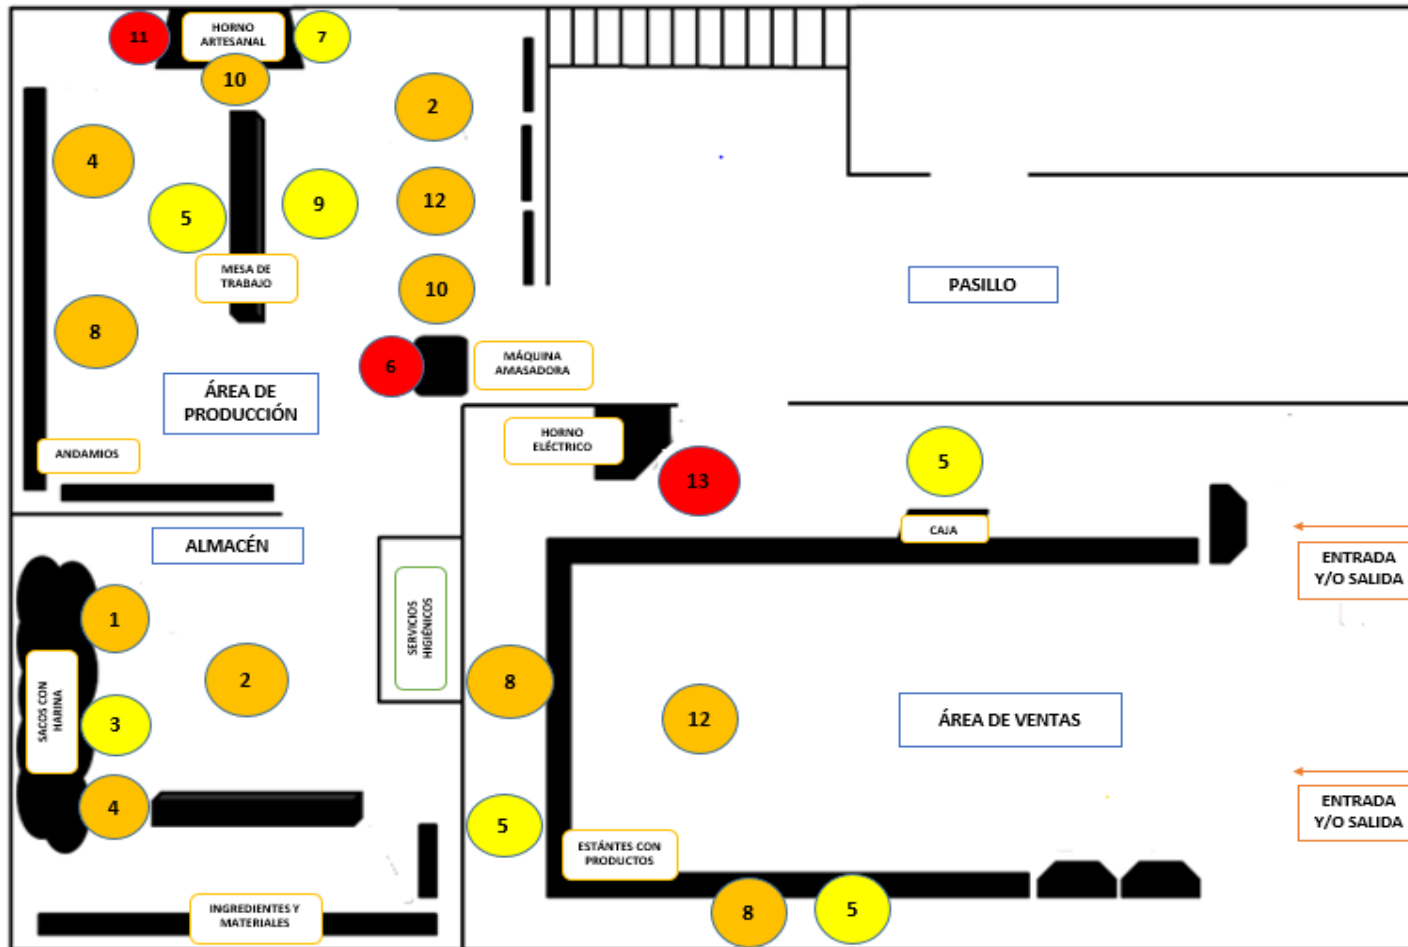 11
HORNO
ARTESANAL
7
10
2
4
12
5
9
MESA DE
TRABAJO
10
8
6
MÁQUINA
AMASADORA
ÁREA DE
PRODUCCIÓN
ANDAMIOS
PASILLO
HORNO
ELÉCTRICO
13
5
CAJA
ENTRADA
Y/O SALIDA
ALMACÉN
1
2
3
4
SACOS CON
HARINA
SERVICIOS
HIGIÉNICOS
INGREDIENTES Y
MATERIALES
8
12
ÁREA DE VENTAS
5
ESTÁNTES CON
PRODUCTOS
8
5
ENTRADA
Y/O SALIDA